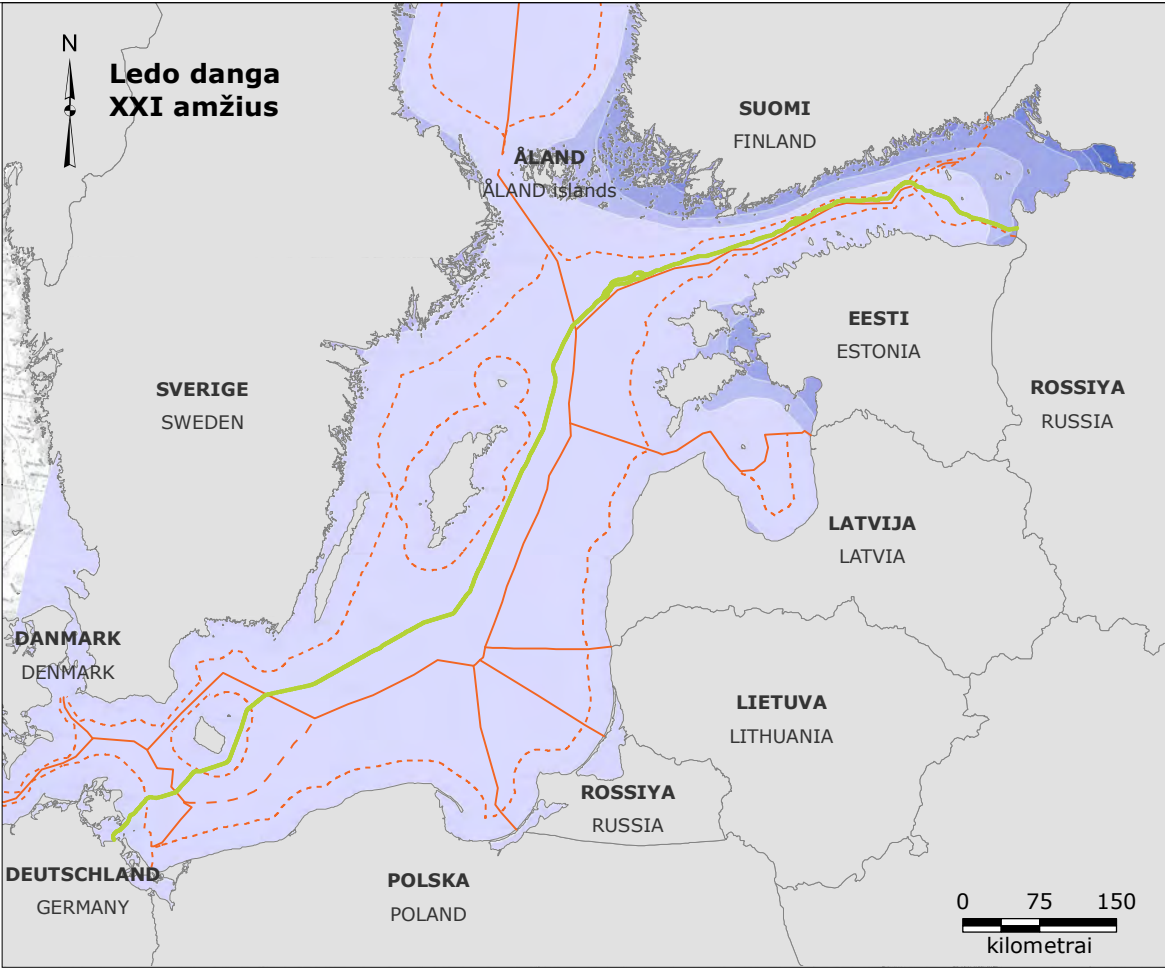 N
Ledo danga
XXI amžius
SUOMI
FINLAND
ÅLAND
ÅLAND islands
EESTI
ESTONIA
SVERIGE
SWEDEN
ROSSIYA
RUSSIA
LATVIJA
LATVIA
DANMARK
DENMARK
LIETUVA
LITHUANIA
ROSSIYA
RUSSIA
DEUTSCHLAND
GERMANY
POLSKA
POLAND
0 75 150
kilometrai